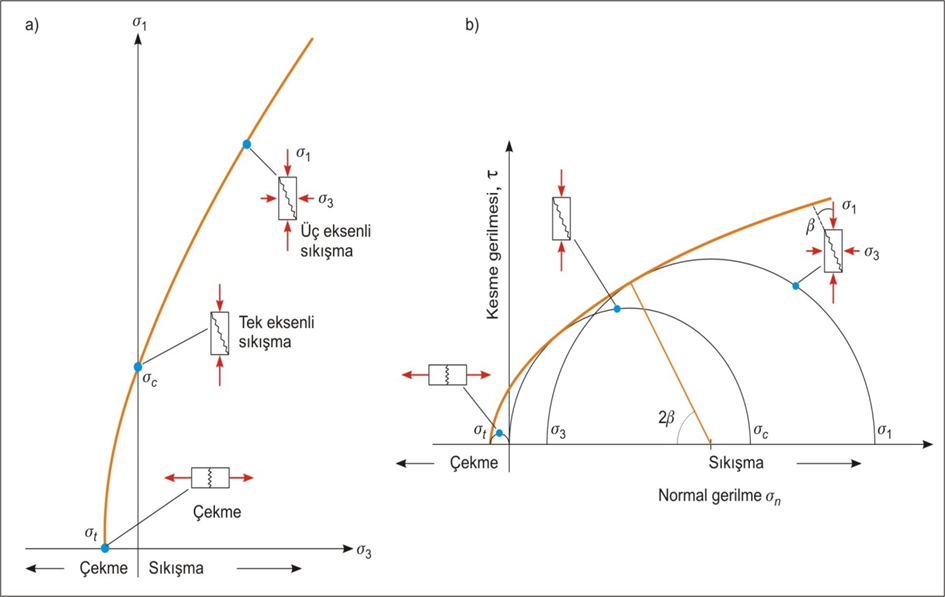 a)
σ1
σ1
σ3
Üç eksenli
sıkışma
Tek eksenli
sıkışma
σc
σt
Çekme
σ3
Çekme
Sıkışma
b)
Kesme gerilmesi, τ
σ1
β
σ3
2β
σt
σ3
σc
σ1
Çekme
Sıkışma
Normal gerilme σn